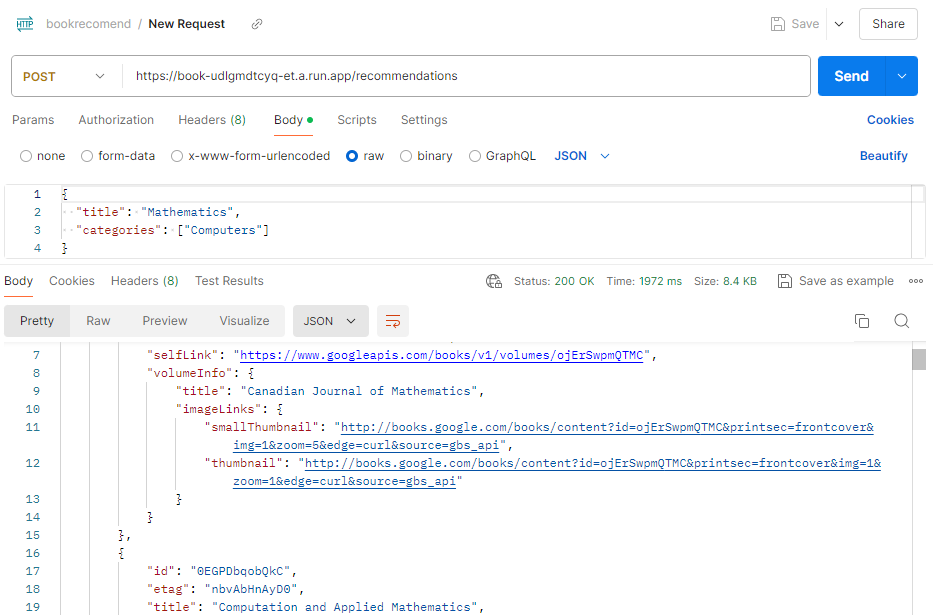 HTTP bookrecomend / New Request Save Share
POST https://book-udlgmdtcyq-et.a.run.app/recommendations Send
Params Authorization Headers (8) Body Scripts Settings Cookies
none form-data x-www-form-urlencoded raw binary GraphQL JSON Beautify
1 {
2 "title": "Mathematics",
3 "categories": ["Computers"]
4 }
Body Cookies Headers (8) Test Results Status: 200 OK Time: 1972 ms Size: 8.4 KB Save as example
Pretty Raw Preview Visualize JSON
7 "selfLink": "https://www.googleapis.com/books/v1/volumes/ojErSwpmQTMC",
8 "volumeInfo": {
9 "title": "Canadian Journal of Mathematics",
10 "imageLinks": {
11 "smallThumbnail": "http://books.google.com/books/content?id=ojErSwpmQTMC&printsec=frontcover&
img=1&zoom=5&edge=curl&source=gbs_api",
12 "thumbnail": "http://books.google.com/books/content?id=ojErSwpmQTMC&printsec=frontcover&img=1&
zoom=1&edge=curl&source=gbs_api"
13 }
14 }
15 },
16 {
17 "id": "0EGPDbqobQkC",
18 "etag": "nbvAbHnAyD0",
19 "title": "Computation and Applied Mathematics",